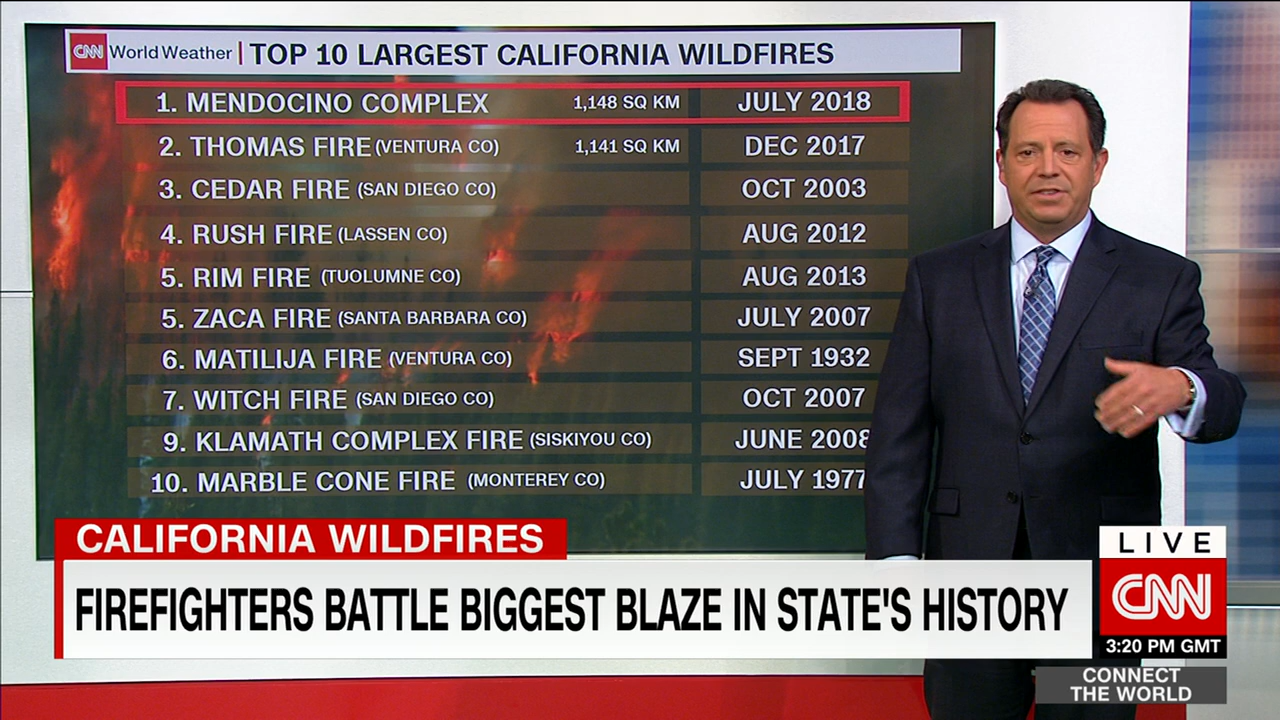 CNN World Weather | TOP 10 LARGEST CALIFORNIA WILDFIRES
1. MENDOCINO COMPLEX 1,148 SQ KM JULY 2018
2. THOMAS FIRE (VENTURA CO) 1,141 SQ KM DEC 2017
3. CEDAR FIRE (SAN DIEGO CO) OCT 2003
4. RUSH FIRE (LASSEN CO) AUG 2012
5. RIM FIRE (TUOLUMNE CO) AUG 2013
5. ZACA FIRE (SANTA BARBARA CO) JULY 2007
6. MATILIJA FIRE (VENTURA CO) SEPT 1932
7. WITCH FIRE (SAN DIEGO CO) OCT 2007
9. KLAMATH COMPLEX FIRE (SISKIYOU CO) JUNE 2008
10. MARBLE CONE FIRE (MONTEREY CO) JULY 1977
CALIFORNIA WILDFIRES
FIREFIGHTERS BATTLE BIGGEST BLAZE IN STATE'S HISTORY
LIVE
CNN
3:20 PM GMT
CONNECT
THE WORLD